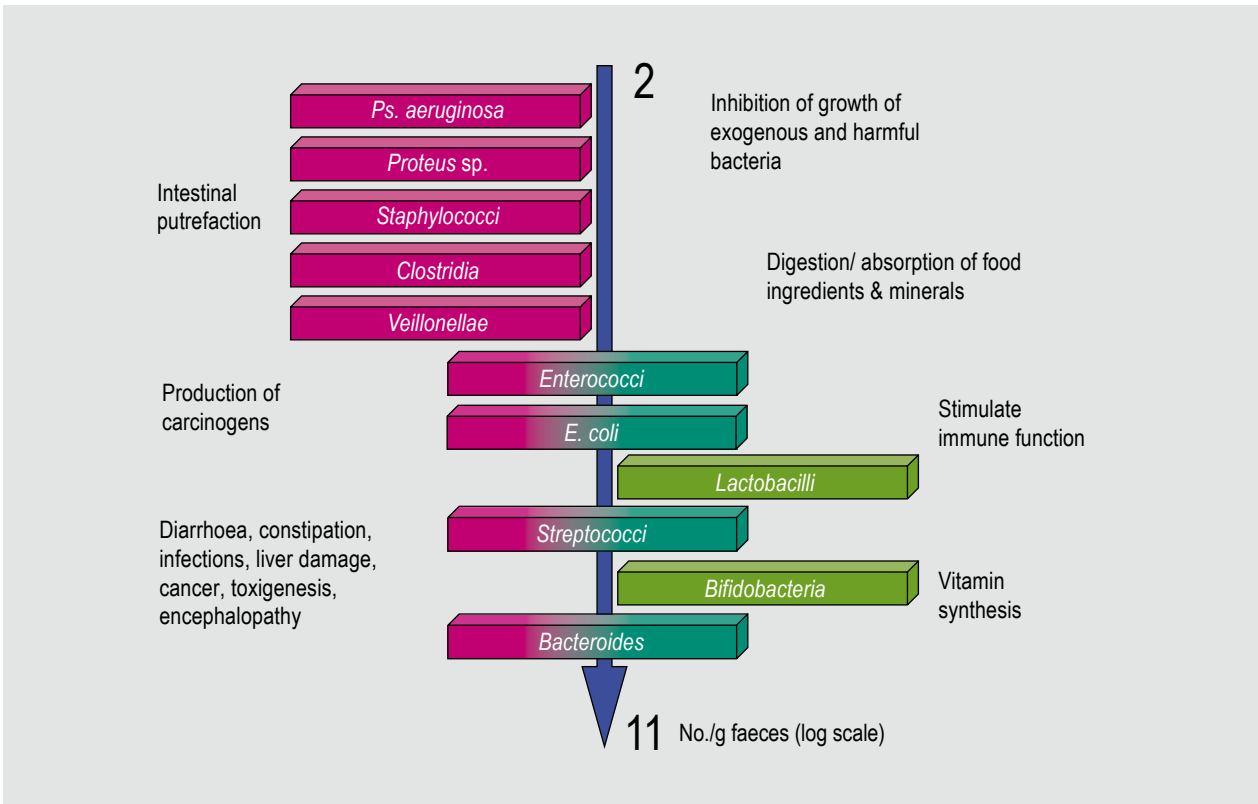 2
Inhibition of growth of
exogenous and harmful
bacteria
Ps. aeruginosa
Proteus sp.
Intestinal
putrefaction
Staphylococci
Clostridia
Digestion/ absorption of food
ingredients & minerals
Veillonellae
Enterococci
Production of
carcinogens
E. coli
Stimulate
immune function
Lactobacilli
Diarrhoea, constipation,
infections, liver damage,
cancer, toxigenesis,
encephalopathy
Streptococci
Bifidobacteria
Vitamin
synthesis
Bacteroides
11 No./g faeces (log scale)